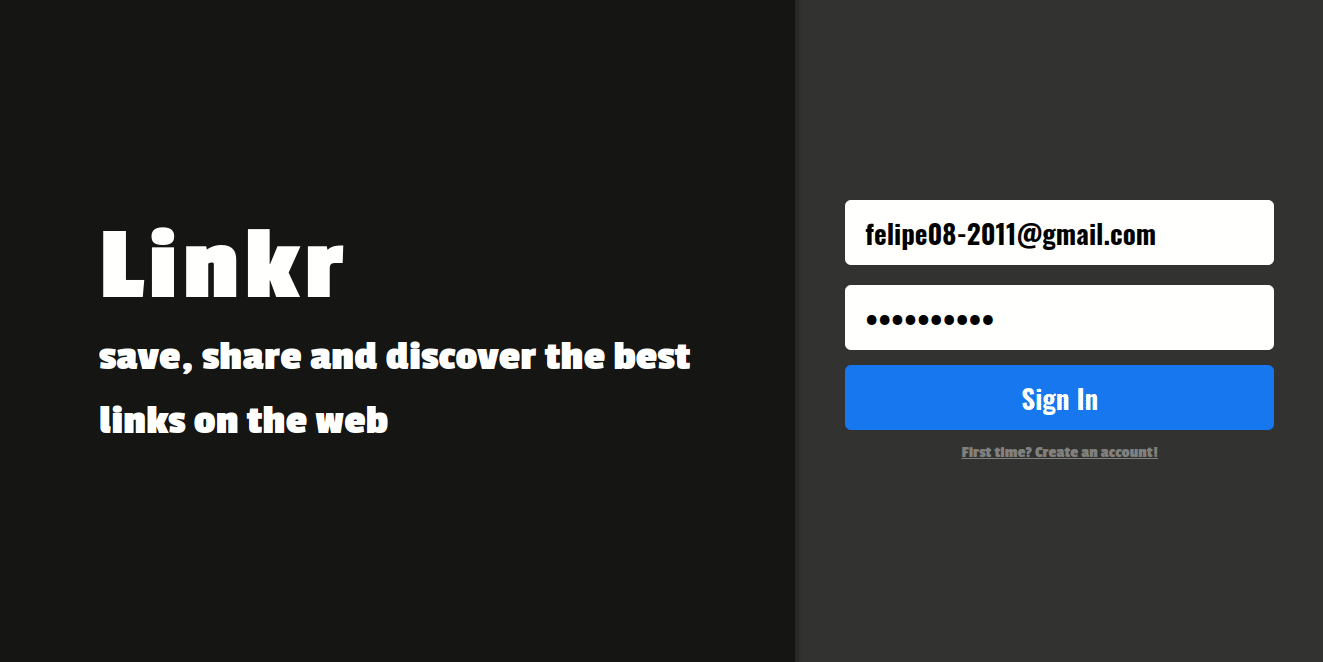 Linkr
save, share and discover the best
links on the web
felipe08-2011@gmail.com
••••••••••
Sign In
First time? Create an account!